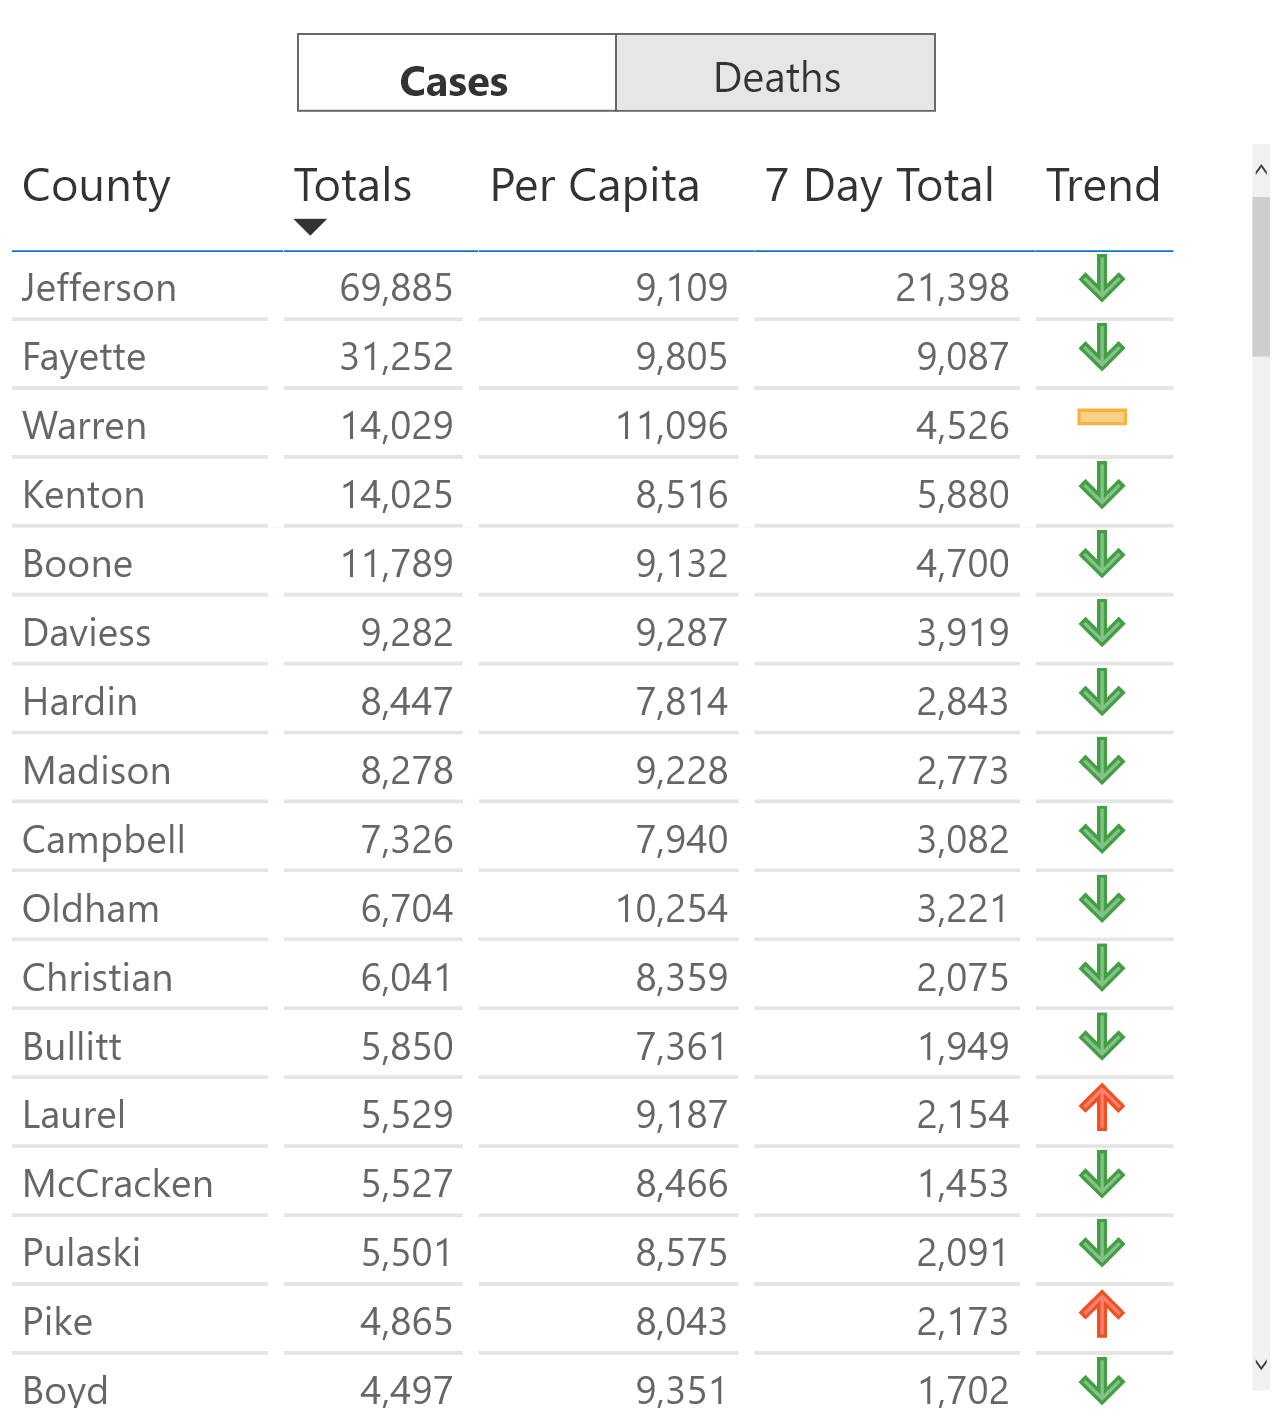 Cases Deaths
County Totals Per Capita 7 Day Total Trend
Jefferson 69,885 9,109 21,398
Fayette 31,252 9,805 9,087
Warren 14,029 11,096 4,526
Kenton 14,025 8,516 5,880
Boone 11,789 9,132 4,700
Daviess 9,282 9,287 3,919
Hardin 8,447 7,814 2,843
Madison 8,278 9,228 2,773
Campbell 7,326 7,940 3,082
Oldham 6,704 10,254 3,221
Christian 6,041 8,359 2,075
Bullitt 5,850 7,361 1,949
Laurel 5,529 9,187 2,154
McCracken 5,527 8,466 1,453
Pulaski 5,501 8,575 2,091
Pike 4,865 8,043 2,173
Boyd 4,497 9,351 1,702